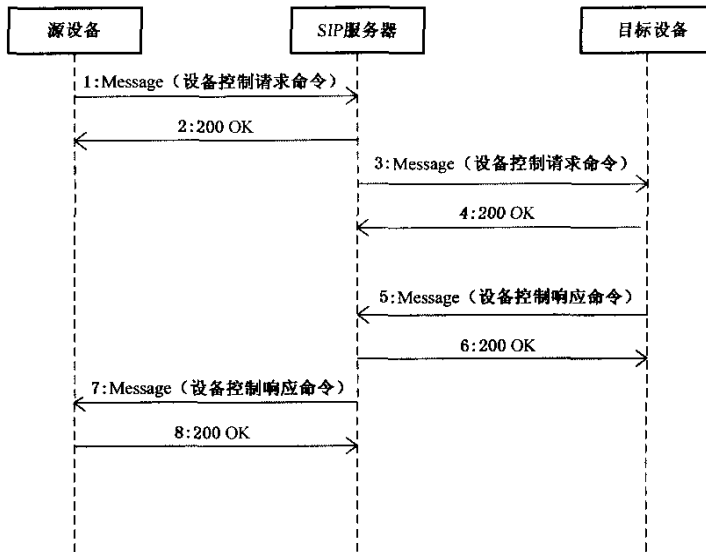 源设备
SIP服务器
目标设备
1:Message（设备控制请求命令）
2:200 OK
3:Message（设备控制请求命令）
4:200 OK
5:Message（设备控制响应命令）
6:200 OK
7:Message（设备控制响应命令）
8:200 OK